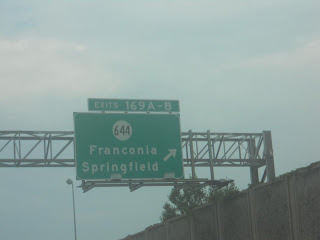 EXITS 169A-B
644
Franconia
Springfield